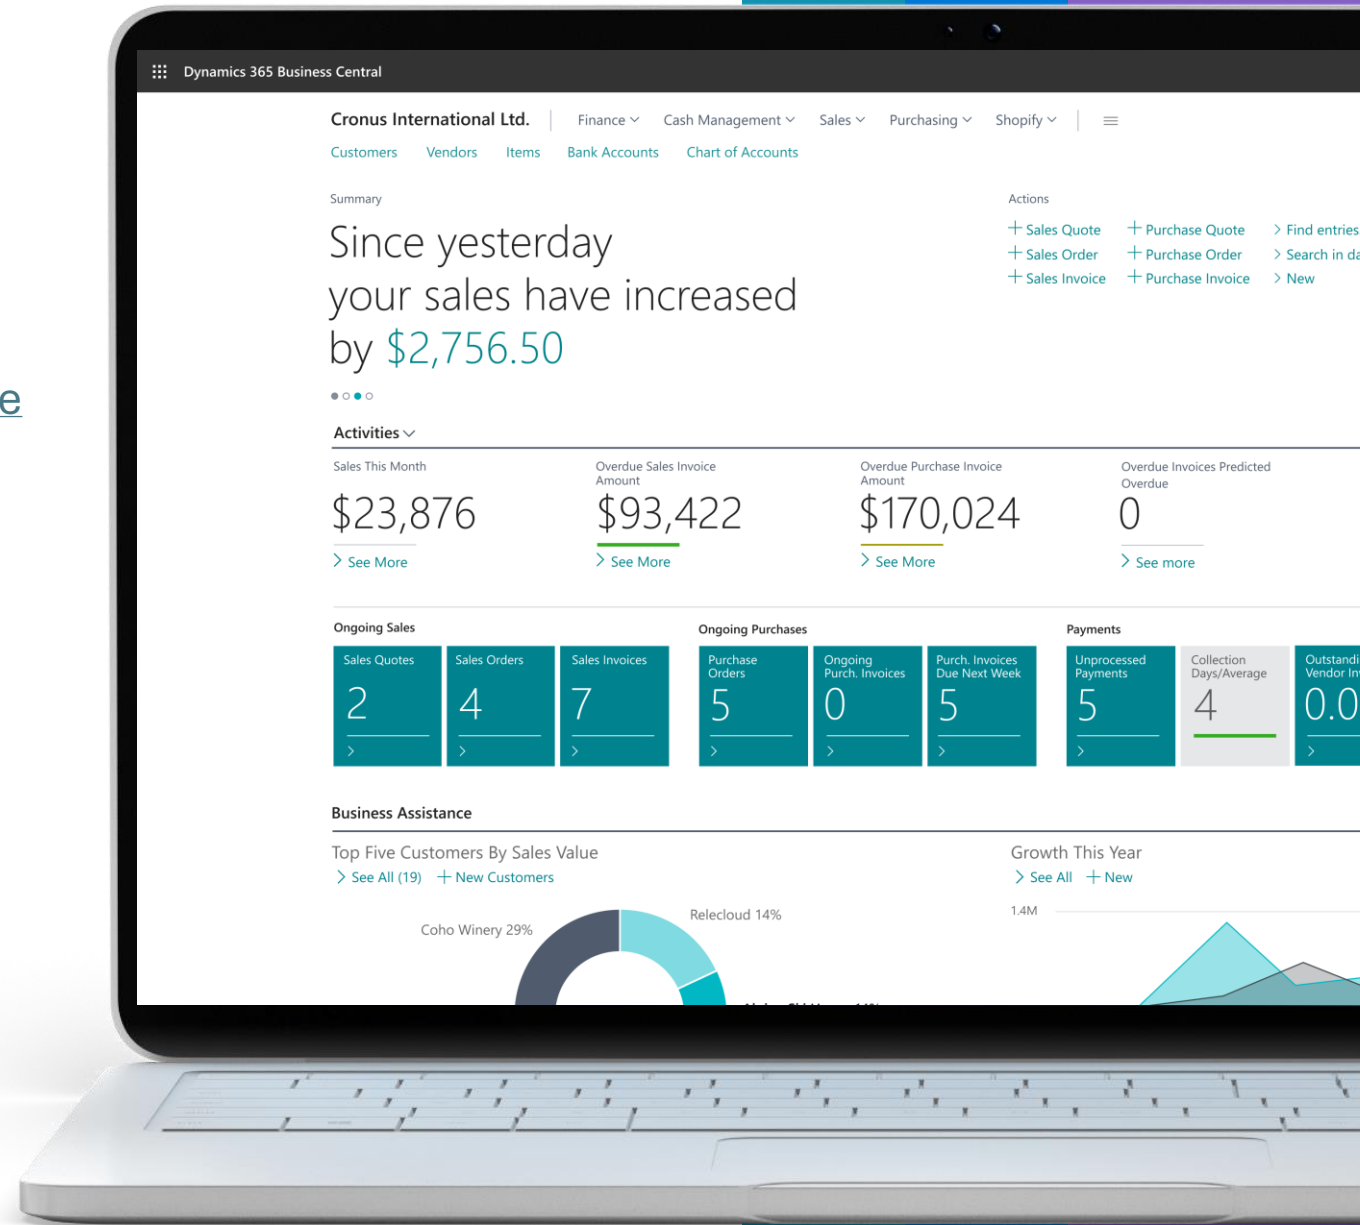 e
Dynamics 365 Business Central
Cronus International Ltd.
Finance
Cash Management
Sales
Purchasing
Shopify
Customers
Vendors
Items
Bank Accounts
Chart of Accounts
Summary
Since yesterday
your sales have increased
by $2,756.50
Actions
+ Sales Quote
+ Purchase Quote
> Find entries
+ Sales Order
+ Purchase Order
> Search in da
+ Sales Invoice
+ Purchase Invoice
> New
Activities
Sales This Month
$23,876
> See More
Overdue Sales Invoice
Amount
$93,422
> See More
Overdue Purchase Invoice
Amount
$170,024
> See More
Overdue Invoices Predicted
Overdue
0
> See more
Ongoing Sales
Sales Quotes
2
>
Sales Orders
4
>
Sales Invoices
7
>
Ongoing Purchases
Purchase
Orders
5
>
Ongoing
Purch. Invoices
0
>
Purch. Invoices
Due Next Week
5
>
Payments
Unprocessed
Payments
5
>
Collection
Days/Average
4
Outstandi
Vendor Inv
0.0
>
Business Assistance
Top Five Customers By Sales Value
> See All (19)
+ New Customers
Coho Winery 29%
Relecloud 14%
Growth This Year
> See All
+ New
1.4M